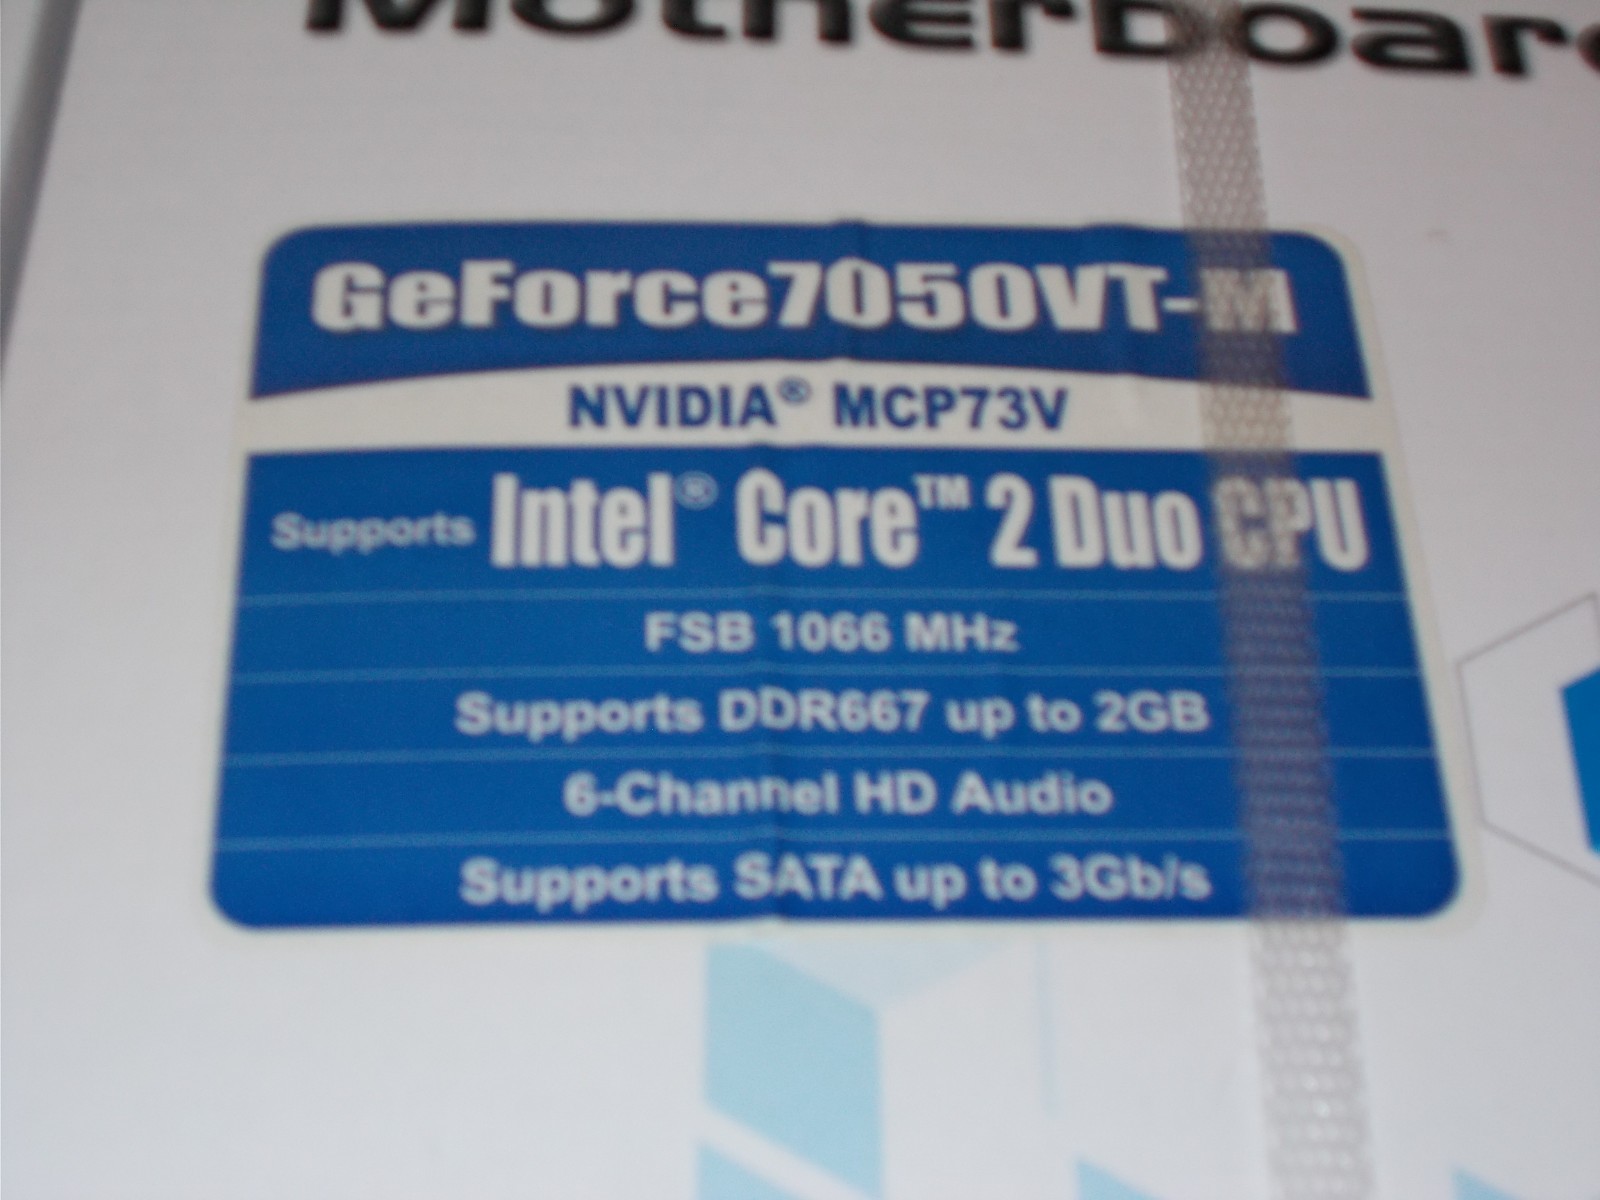 Motherboard
GeForce7050VT-M
NVIDIA® MCP73V
Supports Intel® Core™ 2 Duo CPU
FSB 1066 MHz
Supports DDR667 up to 2GB
6-Channel HD Audio
Supports SATA up to 3Gb/s